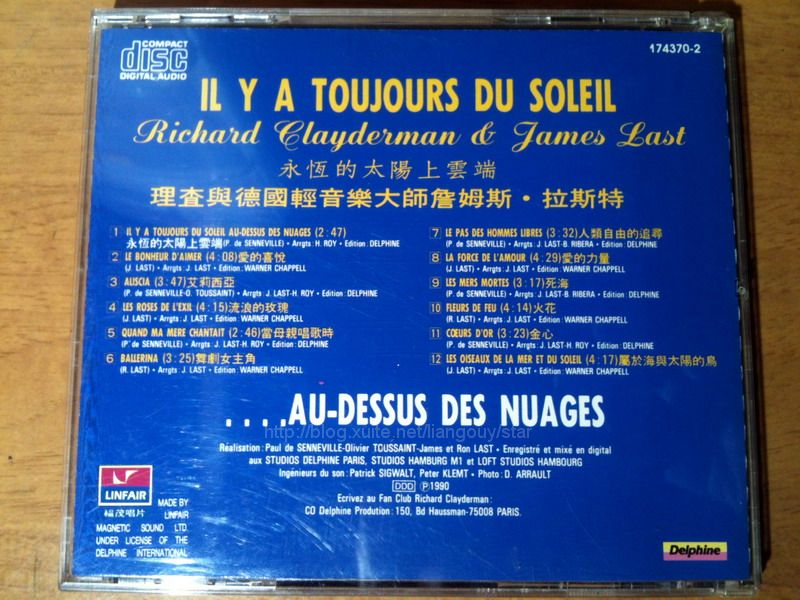 COMPACT
disc
DIGITAL AUDIO
174370-2
IL Y A TOUJOURS DU SOLEIL
Richard Clayderman & James Last
永恆的太陽上雲端
理查與德國輕音樂大師詹姆斯・拉斯特
1 IL Y A TOUJOURS DU SOLEIL AU-DESSUS DES NUAGES (2:47)
永恆的太陽上雲端(P. de SENNEVILLE) • Arrgts: H. ROY • Edition: DELPHINE
2 LE BONHEUR D'AIMER (4:08)愛的喜悅
(J. LAST) • Arrgts: J. LAST • Edition: WARNER CHAPPELL
3 ALISCIA (3:47)艾莉西亞
(P. de SENNEVILLE-O. TOUSSAINT) • Arrgts: J. LAST-H. ROY • Edition: DELPHINE
4 LES ROSES DE L'EXIL (4:15)流浪的玫瑰
(J. LAST) • Arrgts: J. LAST • Edition: WARNER CHAPPELL
5 QUAND MA MERE CHANTAIT (2:46)當母親唱歌時
(P. de SENNEVILLE) • Arrgts: J. LAST-H. ROY • Edition: DELPHINE
6 BALLERINA (3:25)舞劇女主角
(R. LAST) • Arrgts: J. LAST • Edition: WARNER CHAPPELL
7 LE PAS DES HOMMES LIBRES (3:32)人類自由的追尋
(P. de SENNEVILLE) • Arrgts: J. LAST-B. RIBERA • Edition: DELPHINE
8 LA FORCE DE L'AMOUR (4:29)愛的力量
(J. LAST) • Arrgts: J. LAST • Edition: WARNER CHAPPELL
9 LES MERS MORTES (3:17)死海
(P. de SENNEVILLE) • Arrgts: J. LAST-B. RIBERA • Edition: DELPHINE
10 FLEURS DE FEU (4:14)火花
(R. LAST) • Arrgts: J. LAST • Edition: WARNER CHAPPELL
11 CŒURS D'OR (3:23)金心
(P. de SENNEVILLE) • Arrgts: J. LAST-H. ROY • Edition: DELPHINE
12 LES OISEAUX DE LA MER ET DU SOLEIL (4:17)屬於海與太陽的鳥
(J. LAST) • Arrgts: J. LAST • Edition: WARNER CHAPPELL
....AU-DESSUS DES NUAGES
http://blog.xuite.net/liangouy/star
Réalisation: Paul de SENNEVILLE-Olivier TOUSSAINT-James et Ron LAST • Enregistré et mixé en digital
aux STUDIOS DELPHINE PARIS, STUDIOS HAMBURG M1 et LOFT STUDIOS HAMBOURG
Ingénieurs du son: Patrick SIGWALT, Peter KLEMT • Photo: D. ARRAULT
DDD ℗ 1990
Ecrivez au Fan Club Richard Clayderman:
CO Delphine Prodution: 150, Bd Haussman-75008 PARIS.
LINFAIR
福茂唱片
MADE BY
LINFAIR
MAGNETIC SOUND LTD.
UNDER LICENSE OF THE
DELPHINE INTERNATIONAL
Delphine